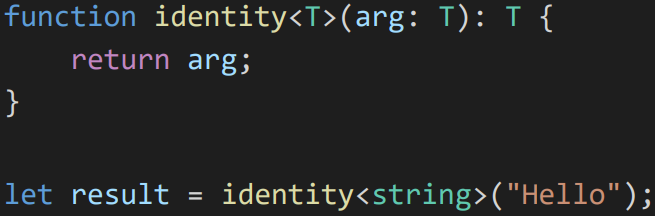 function identity<T>(arg: T): T {
    return arg;
}

let result = identity<string>("Hello");